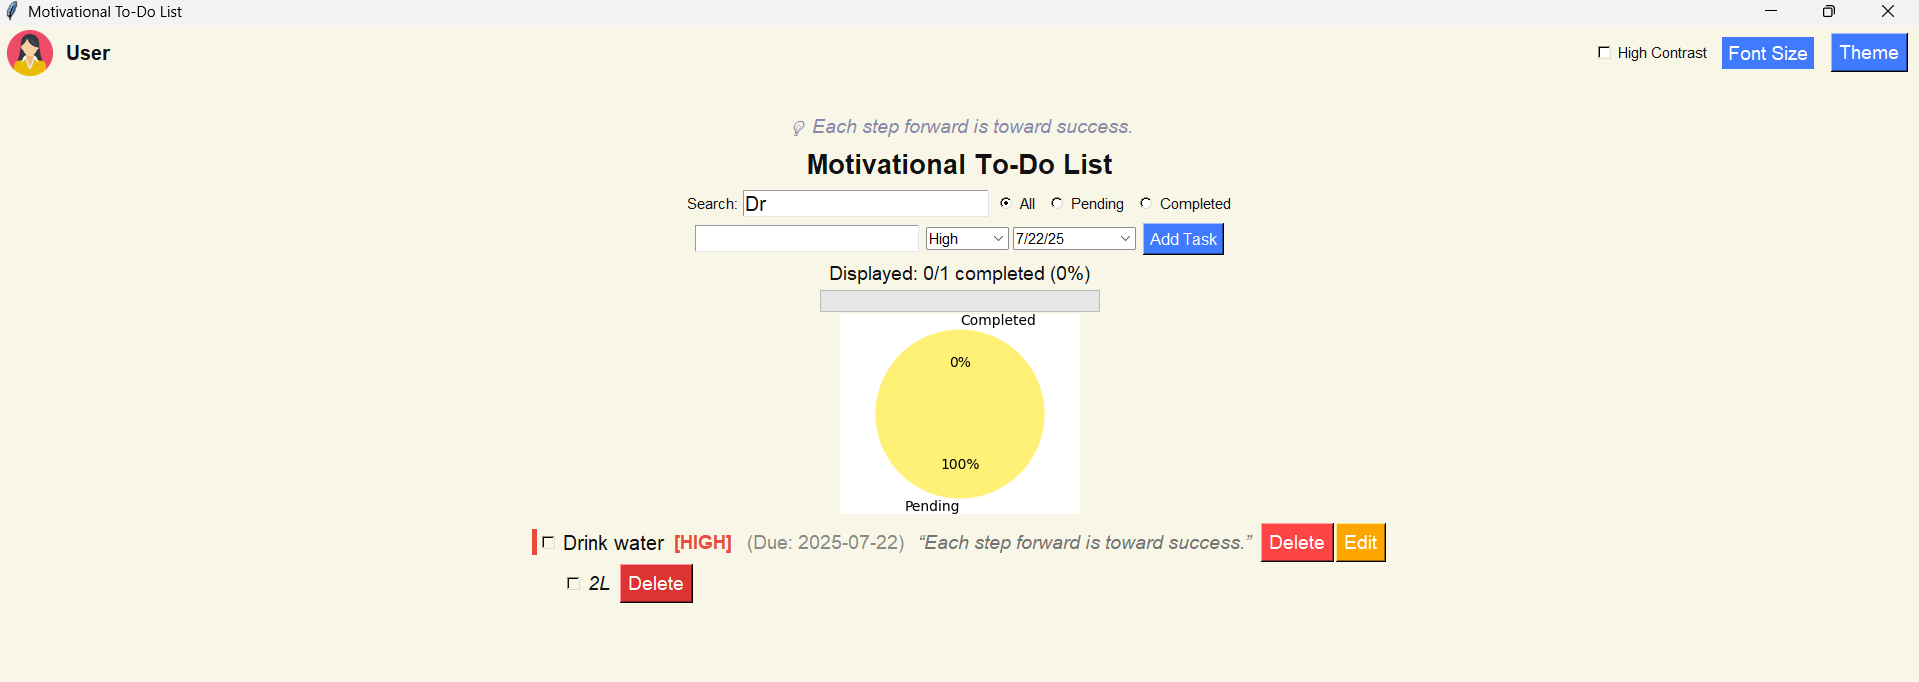 Motivational To-Do List
User
High Contrast Font Size Theme
Each step forward is toward success.
Motivational To-Do List
Search: Dr All Pending Completed
High 7/22/25 Add Task
Displayed: 0/1 completed (0%)
Completed
0%
100%
Pending
Drink water [HIGH] (Due: 2025-07-22) “Each step forward is toward success.” Delete Edit
2L Delete